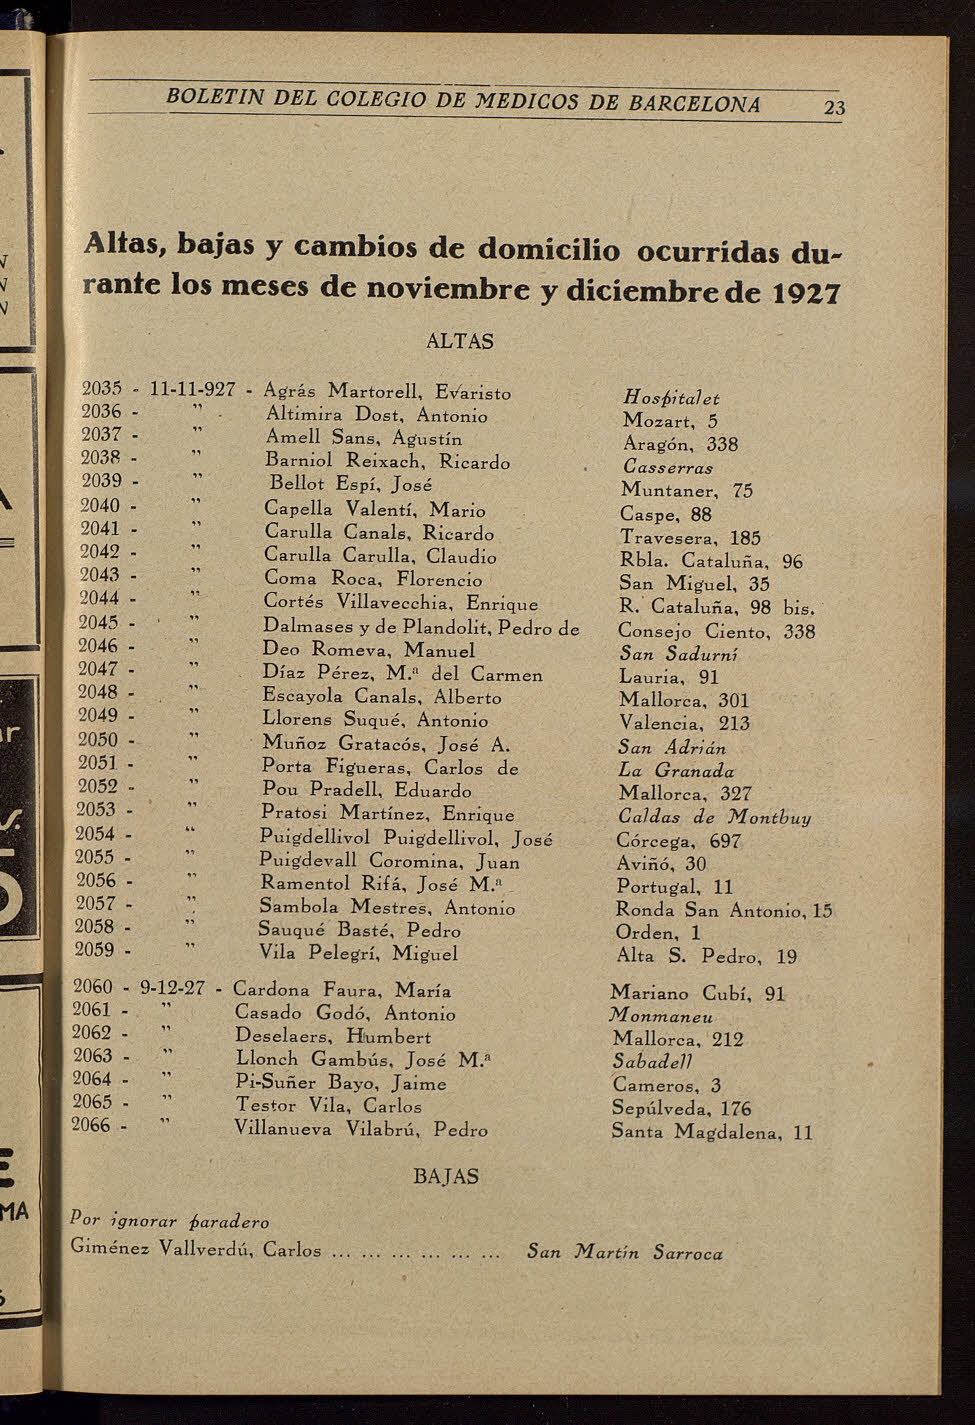 BOLETIN DEL COLEGIO DE MEDICOS DE BARCELONA 23
Altas, bajas y cambios de domicilio ocurridas du-
rante los meses de noviembre y diciembre de 1927
ALTAS
2035 - 11-11-927 - Agrás Martorell, Evaristo Hospitalet
2036 - " - Altimira Dost, Antonio Mozart, 5
2037 - " Amell Sans, Agustín Aragón, 338
2038 - " Barniol Reixach, Ricardo Casserras
2039 - " Bellot Espí, José Muntaner, 75
2040 - " Capella Valentí, Mario Caspe, 88
2041 - " Carulla Canals, Ricardo Travesera, 185
2042 - " Carulla Carulla, Claudio Rbla. Cataluña, 96
2043 - " Coma Roca, Florencio San Miguel, 35
2044 - " Cortés Villavecchia, Enrique R. Cataluña, 98 bis.
2045 - " Dalmases y de Plandolit, Pedro de Consejo Ciento, 338
2046 - " Deo Romeva, Manuel San Sadurní
2047 - " Díaz Pérez, M.ª del Carmen Lauria, 91
2048 - " Escayola Canals, Alberto Mallorca, 301
2049 - " Llorens Suqué, Antonio Valencia, 213
2050 - " Muñoz Gratacós, José A. San Adrián
2051 - " Porta Figueras, Carlos de La Granada
2052 - " Pou Pradell, Eduardo Mallorca, 327
2053 - " Pratosi Martínez, Enrique Caldas de Montbuy
2054 - “ Puigdellivol Puigdellivol, José Córcega, 697
2055 - " Puigdevall Coromina, Juan Aviñó, 30
2056 - " Ramentol Rifá, José M.ª Portugal, 11
2057 - " Sambola Mestres, Antonio Ronda San Antonio, 15
2058 - " Sauqué Basté, Pedro Orden, 1
2059 - " Vila Pelegrí, Miguel Alta S. Pedro, 19
2060 - 9-12-27 - Cardona Faura, María Mariano Cubí, 91
2061 - " Casado Godó, Antonio Monmaneu
2062 - " Deselaers, Humbert Mallorca, 212
2063 - " Llonch Gambús, José M.ª Sabadell
2064 - " Pi-Suñer Bayo, Jaime Cameros, 3
2065 - " Testor Vila, Carlos Sepúlveda, 176
2066 - " Villanueva Vilabrú, Pedro Santa Magdalena, 11
BAJAS
Por ignorar paradero
Giménez Vallverdú, Carlos ... ... ... ... ... ... San Martín Sarroca